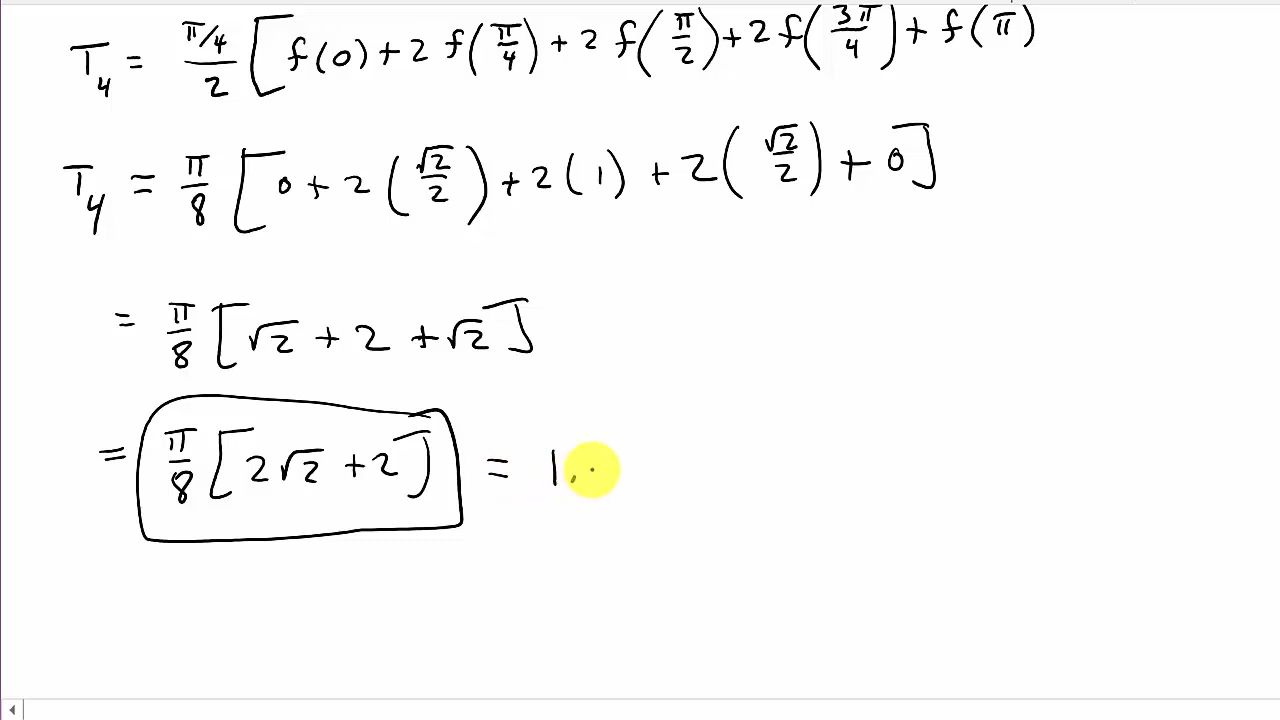 T₄ = (π/4)/2 [f(0) + 2 f(π/4) + 2 f(π/2) + 2 f(3π/4) + f(π)
T₄ = π/8 [0 + 2(√2/2) + 2(1) + 2(√2/2) + 0]
= π/8 [√2 + 2 + √2]
= π/8 [2√2 + 2] = 1.